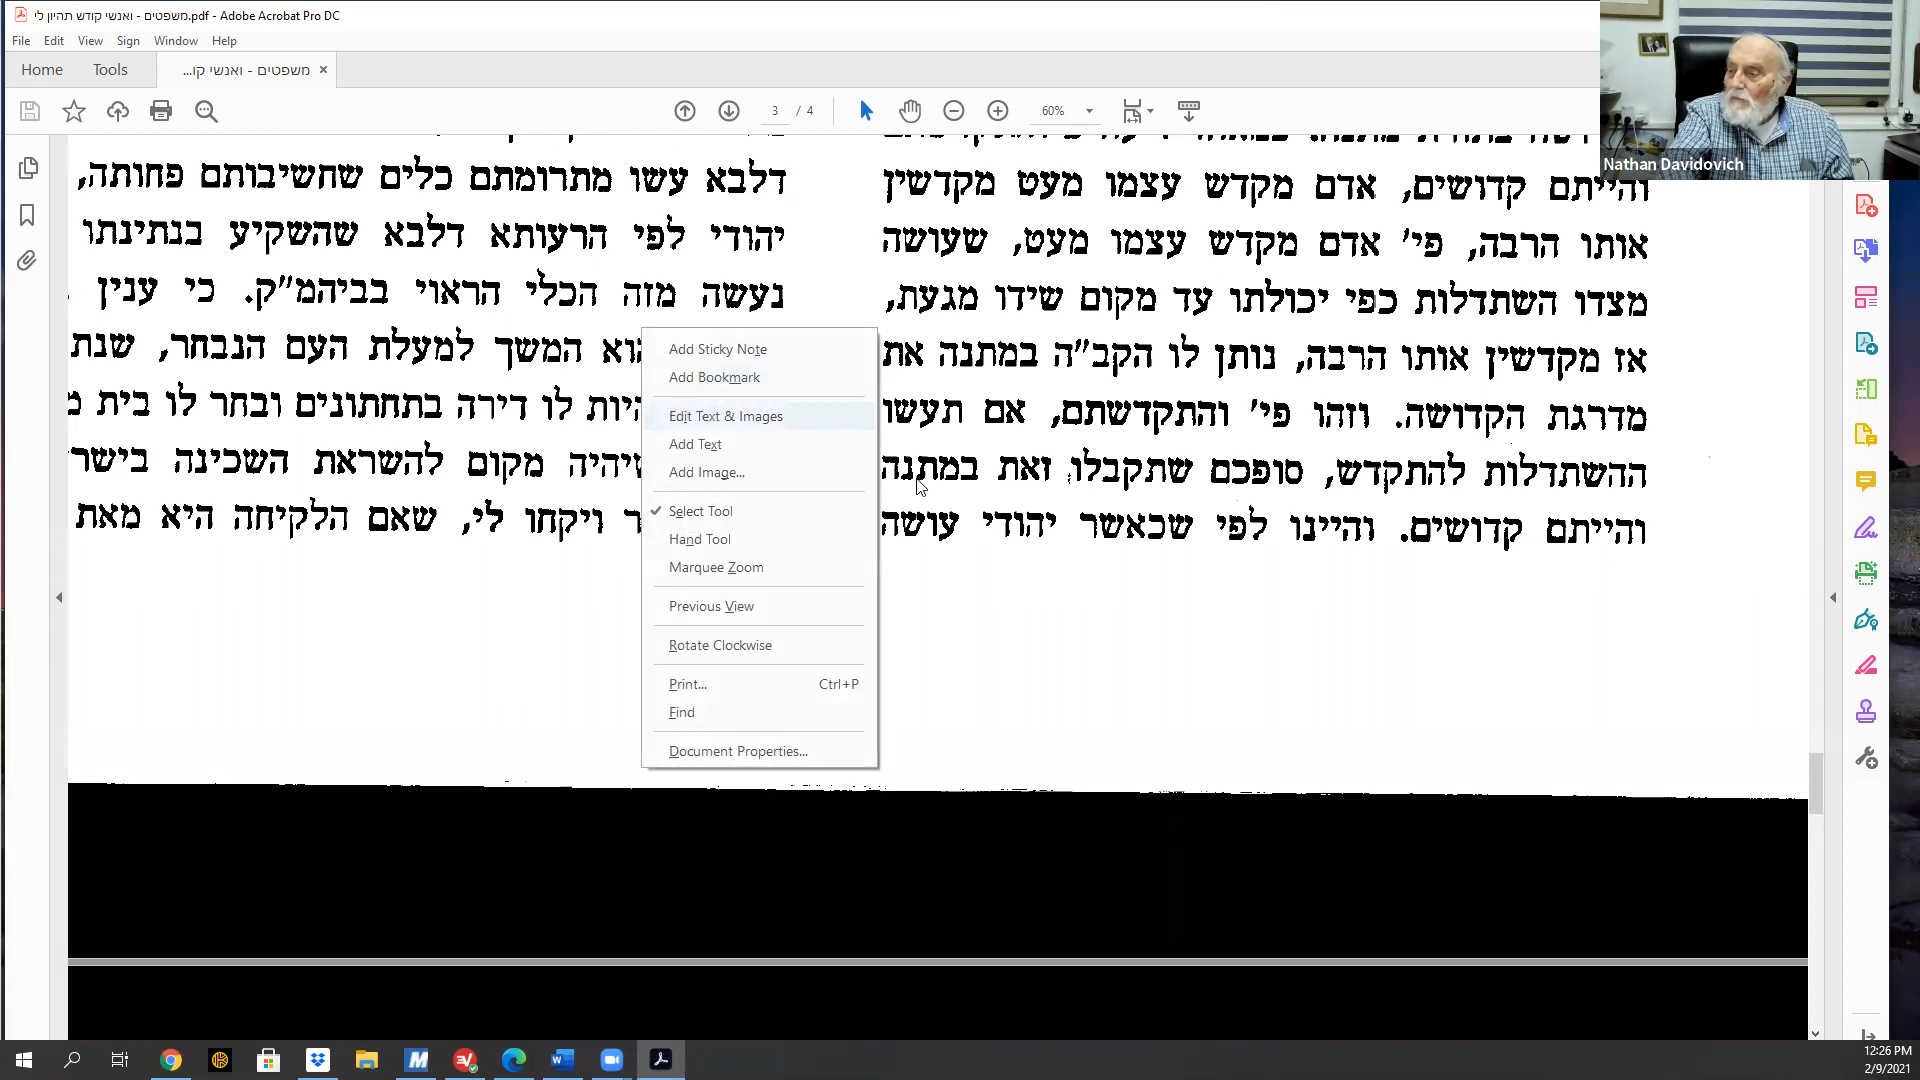 משפטים - ואנשי קודש תהיון לי.pdf - Adobe Acrobat Pro DC
File Edit View Sign Window Help
Home Tools משפטים - ואנשי קו...
3 / 4 60%
Nathan Davidovich
והייתם קדושים, אדם מקדש עצמו מעט מקדשין
אותו הרבה, פי' אדם מקדש עצמו מעט, שעושה
מצדו השתדלות כפי יכולתו עד מקום שידו מגעת,
אז מקדשין אותו הרבה, נותן לו הקב"ה במתנה את
מדרגת הקדושה. וזהו פי' והתקדשתם, אם תעשו
ההשתדלות להתקדש, סופכם שתקבלו זאת במתנה
והייתם קדושים. והיינו לפי שכאשר יהודי עושה
דלבא עשו מתרומתם כלים שחשיבותם פחותה,
יהודי לפי הרעותא דלבא שהשקיע בנתינתו
נעשה מזה הכלי הראוי בביהמ"ק. כי ענין
המשך למעלת העם הנבחר, שנת
לו דירה בתחתונים ובחר לו בית
מקום להשראת השכינה
ויקחו לי, שאם הלקיחה היא מאת
Add Sticky Note
Add Bookmark
Edit Text & Images
Add Text
Add Image...
Select Tool
Hand Tool
Marquee Zoom
Previous View
Rotate Clockwise
Print... Ctrl+P
Find
Document Properties...
12:26 PM
2/9/2021